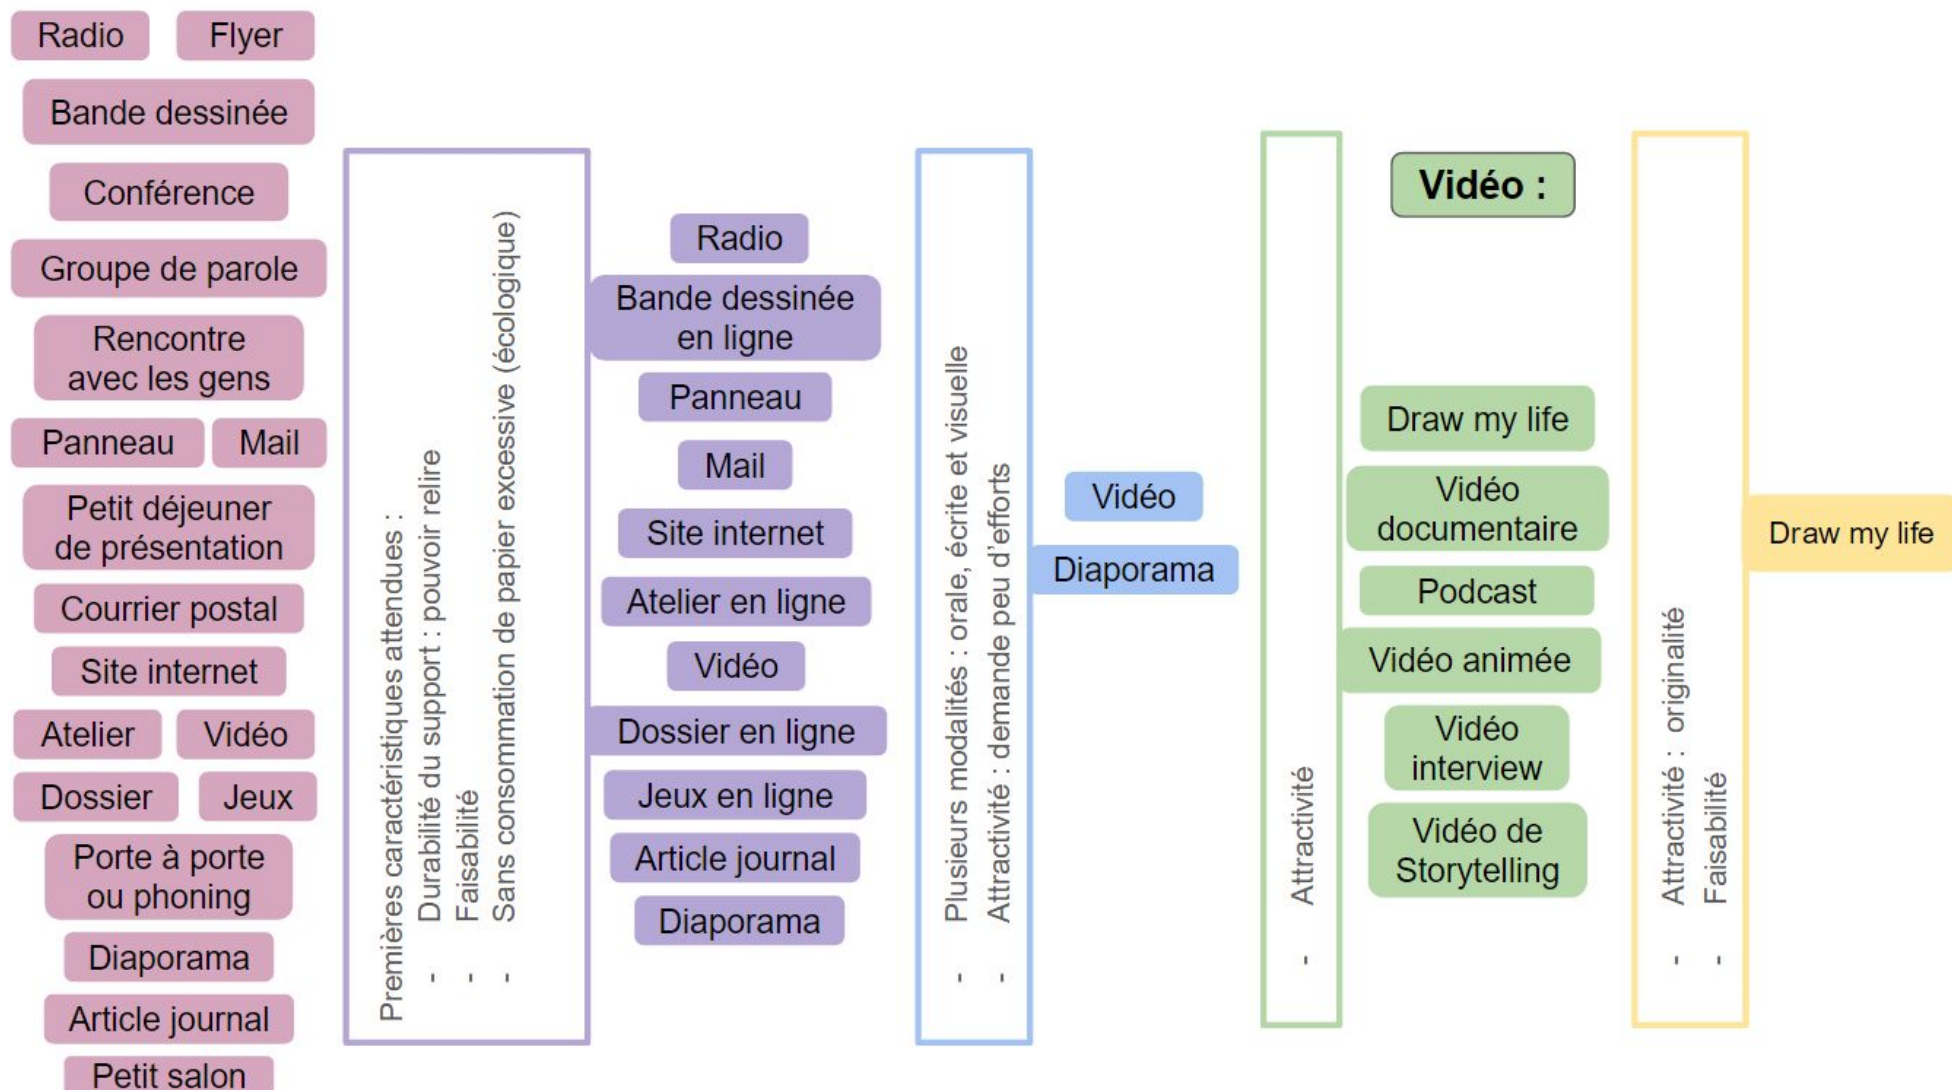 Radio
Flyer
Bande dessinée
Conférence
Groupe de parole
Rencontre
avec les gens
Panneau
Mail
Petit déjeuner
de présentation
Courrier postal
Site internet
Atelier
Vidéo
Dossier
Jeux
Porte à porte
ou phoning
Diaporama
Article journal
Petit salon
Premières caractéristiques attendues :
- Durabilité du support : pouvoir relire
- Faisabilité
- Sans consommation de papier excessive (écologique)
Radio
Bande dessinée
en ligne
Panneau
Mail
Site internet
Atelier en ligne
Vidéo
Dossier en ligne
Jeux en ligne
Article journal
Diaporama
- Plusieurs modalités : orale, écrite et visuelle
- Attractivité : demande peu d'efforts
Vidéo
Diaporama
- Attractivité
Vidéo :
Draw my life
Vidéo
documentaire
Podcast
Vidéo animée
Vidéo
interview
Vidéo de
Storytelling
- Attractivité : originalité
- Faisabilité
Draw my life